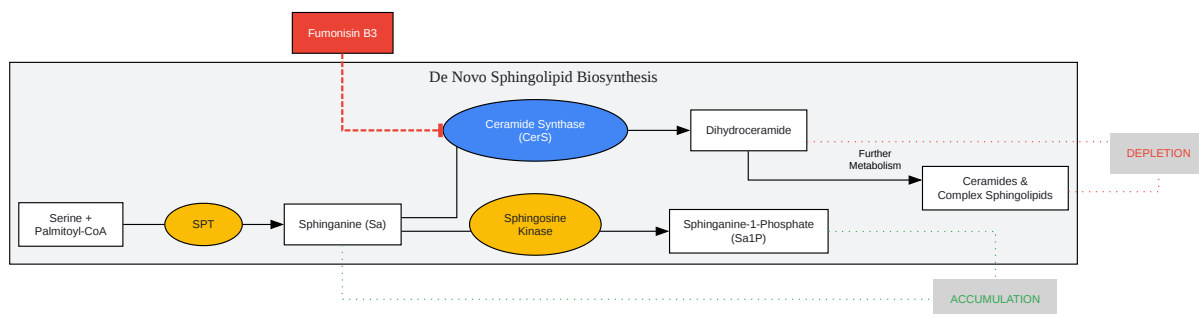 Fumonisin B3
De Novo Sphingolipid Biosynthesis
Ceramide Synthase
(CerS)
Dihydroceramide
DEPLETION
Further
Metabolism
Ceramides &
Complex Sphingolipids
Serine +
Palmitoyl-CoA
SPT
Sphinganine (Sa)
Sphingosine
Kinase
Sphinganine-1-Phosphate
(Sa1P)
ACCUMULATION